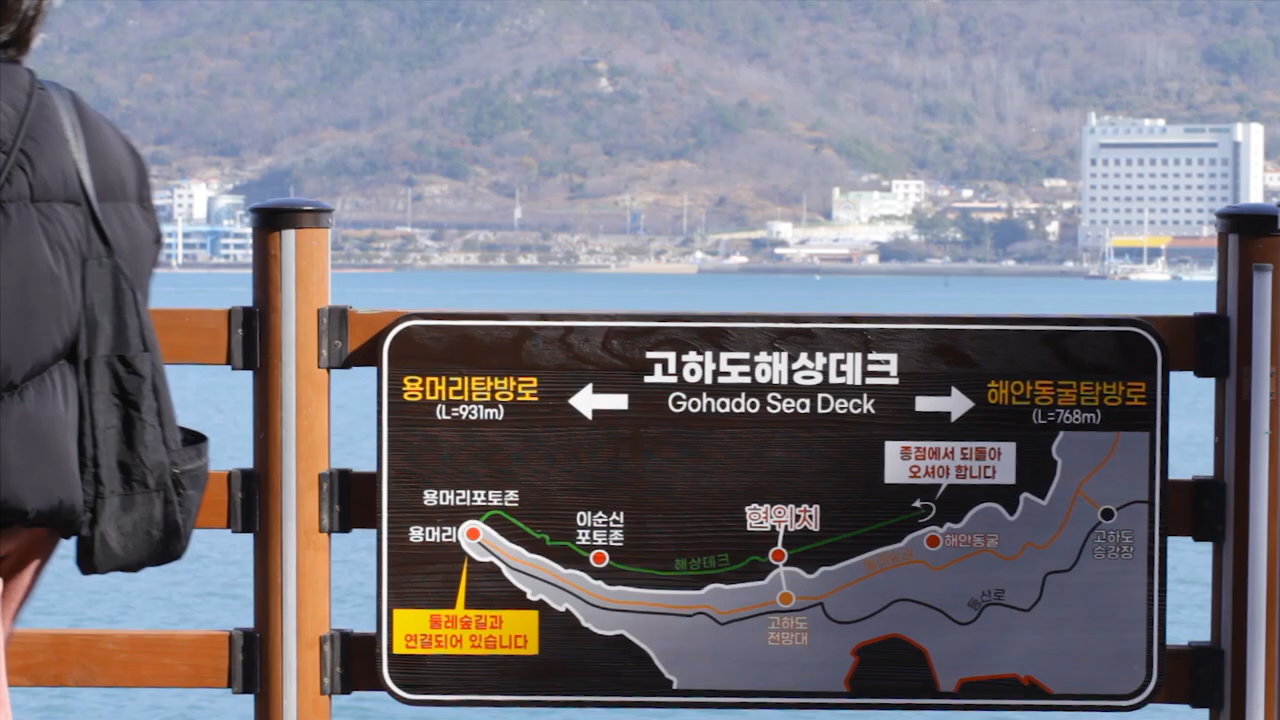 고하도해상데크
Gohado Sea Deck
용머리탐방로
(L=931m)
해안동굴탐방로
(L=768m)
종점에서 되돌아
오셔야 합니다
용머리포토존
용머리
이순신
포토존
현위치
해상데크
해안동굴
고하도
승강장
등산로
고하도
전망대
둘레숲길과
연결되어 있습니다